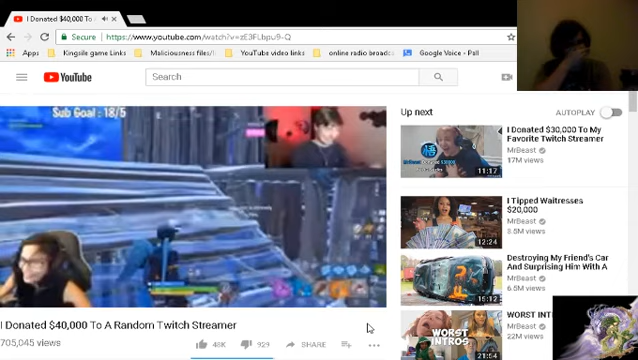 I Donated $40,000 To A
Secure
https://www.youtube.com/watch?v=zE3FLbpu9-Q
Apps
Kingsile game Links
Maliciousness files/
YouTube video links
online radio broadcas
Google Voice -
YouTube
Search
Sub Goal: 18/5
I Donated $40,000 To A Random Twitch Streamer
705,045 views
48K
929
SHARE
Up next
AUTOPLAY
I Donated $30,000 To My
Favorite Twitch Streamer
MrBeast
17M views
11:17
I Tipped Waitresses
$20,000
MrBeast
3.5M views
12:24
Destroying My Friend's Car
And Surprising Him With A
MrBeast
6.5M views
15:12
WORST INT
MrBeast
22M views
WORST
INTROS
21:54